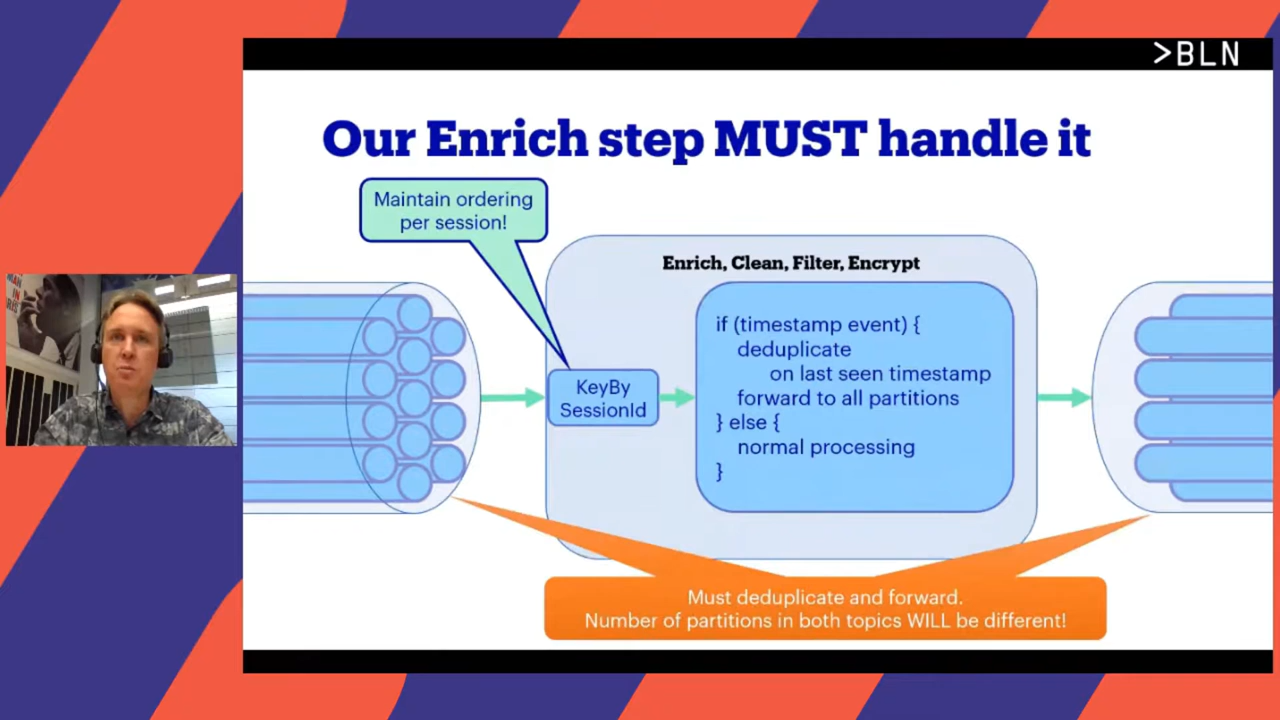 >BLN
Our Enrich step MUST handle it
Maintain ordering
per session!
Enrich, Clean, Filter, Encrypt
if (timestamp event) {
deduplicate
on last seen timestamp
forward to all partitions
} else {
normal processing
}
KeyBy
SessionId
Must deduplicate and forward.
Number of partitions in both topics WILL be different!